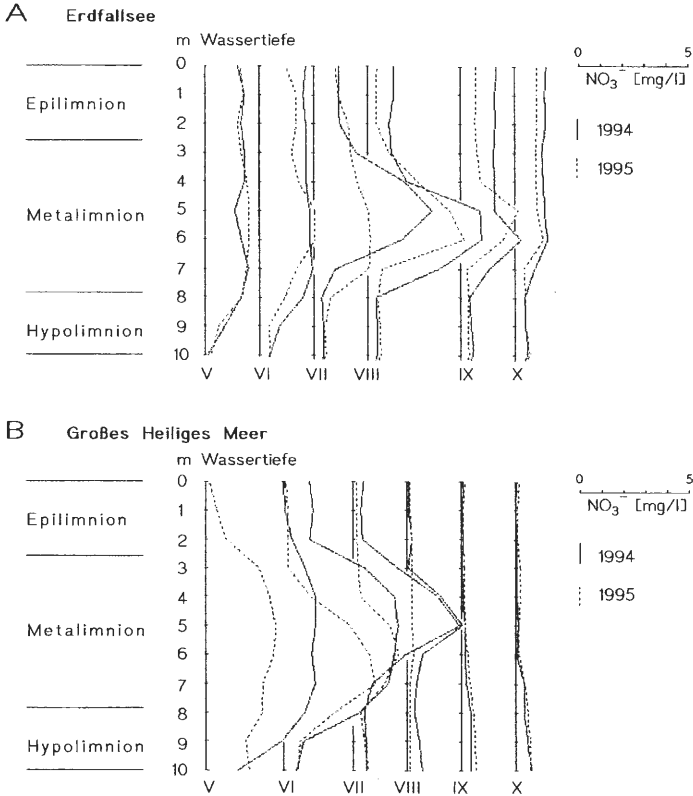 A Erdfallsee
m Wassertiefe
0 5
NO₃⁻ [mg/l]
1994
1995
Epilimnion
Metalimnion
Hypolimnion
0
1
2
3
4
5
6
7
8
9
10
V VI VII VIII IX X
B Großes Heiliges Meer
m Wassertiefe
0 5
NO₃⁻ [mg/l]
1994
1995
Epilimnion
Metalimnion
Hypolimnion
0
1
2
3
4
5
6
7
8
9
10
V VI VII VIII IX X